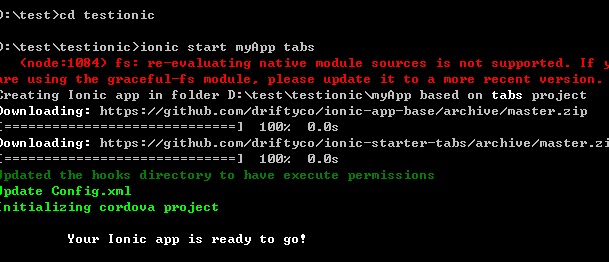 D:\test>cd testionic
D:\test\testionic>ionic start myApp tabs
(node:1084) fs: re-evaluating native module sources is not supported. If y
are using the graceful-fs module, please update it to a more recent version.
Creating Ionic app in folder D:\test\testionic\myApp based on tabs project
Downloading: https://github.com/driftyco/ionic-app-base/archive/master.zip
[=============================] 100% 0.0s
Downloading: https://github.com/driftyco/ionic-starter-tabs/archive/master.zi
[=============================] 100% 0.0s
Updated the hooks directory to have execute permissions
Update Config.xml
Initializing cordova project
Your Ionic app is ready to go!